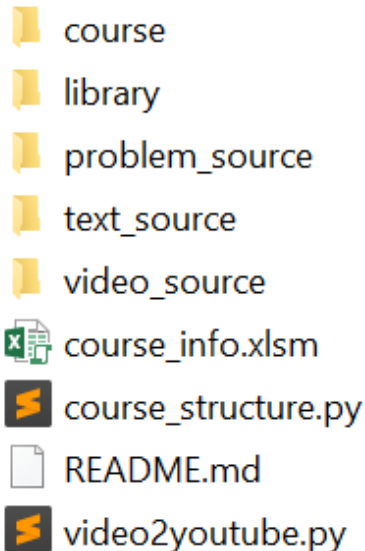 course
library
problem_source
text_source
video_source
course_info.xlsm
course_structure.py
README.md
video2youtube.py